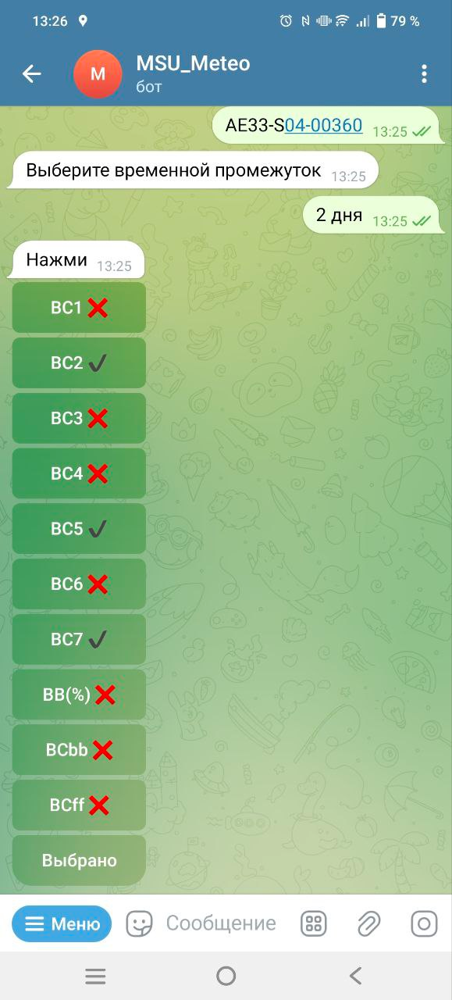 13:26 79 %
M MSU_Meteo
бот
AE33-S04-00360 13:25
Выберите временной промежуток 13:25
2 дня 13:25
Нажми 13:25
BC1
BC2
BC3
BC4
BC5
BC6
BC7
BB(%)
BCbb
BCff
Выбрано
Меню Сообщение